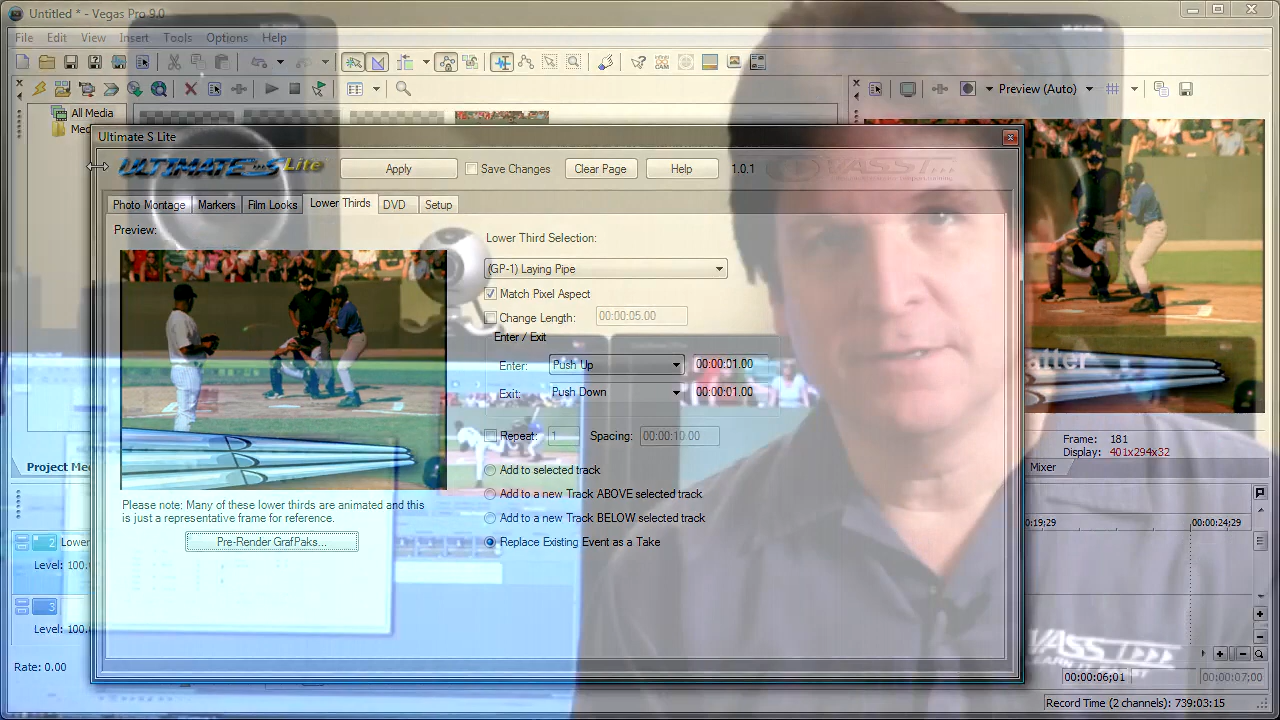 Untitled * - Vegas Pro 9.0
File Edit View Insert Tools Options Help
Preview (Auto)
All Media
Ultimate S Lite
ULTIMATE S Lite
Apply
Save Changes
Clear Page
Help
1.0.1
VASST
Photo Montage
Markers
Film Looks
Lower Thirds
DVD
Setup
Preview:
Lower Third Selection:
(GP-1) Laying Pipe
Match Pixel Aspect
Change Length:
00:00:05.00
Enter / Exit
Enter:
Push Up
00:00:01.00
Exit:
Push Down
00:00:01.00
Repeat:
1
Spacing:
00:00:10.00
Add to selected track
Add to a new Track ABOVE selected track
Add to a new Track BELOW selected track
Replace Existing Event as a Take
Please note: Many of these lower thirds are animated and this
is just a representative frame for reference.
Pre-Render GrafPaks...
Frame: 181
Display: 401x294x32
Project Me
Mixer
2
Lower
Level: 100.
3
Level: 100.
Rate: 0.00
0:19;29
00:00:24;29
VASST
00:00:06;01
00:00:07;00
Record Time (2 channels): 739:03:15